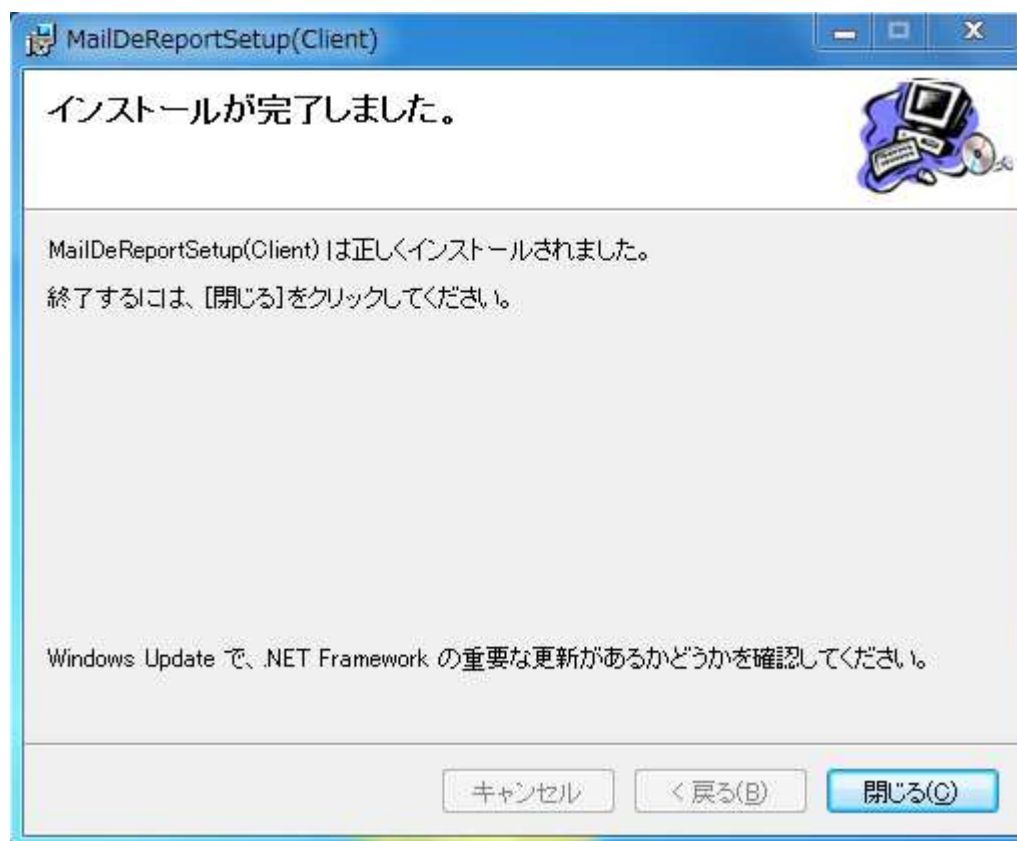 MailDeReportSetup(Client)
インストールが完了しました。
MailDeReportSetup(Client) は正しくインストールされました。
終了するには、[閉じる]をクリックしてください。
Windows Update で、.NET Framework の重要な更新があるかどうかを確認してください。
キャンセル
< 戻る(B)
閉じる(C)